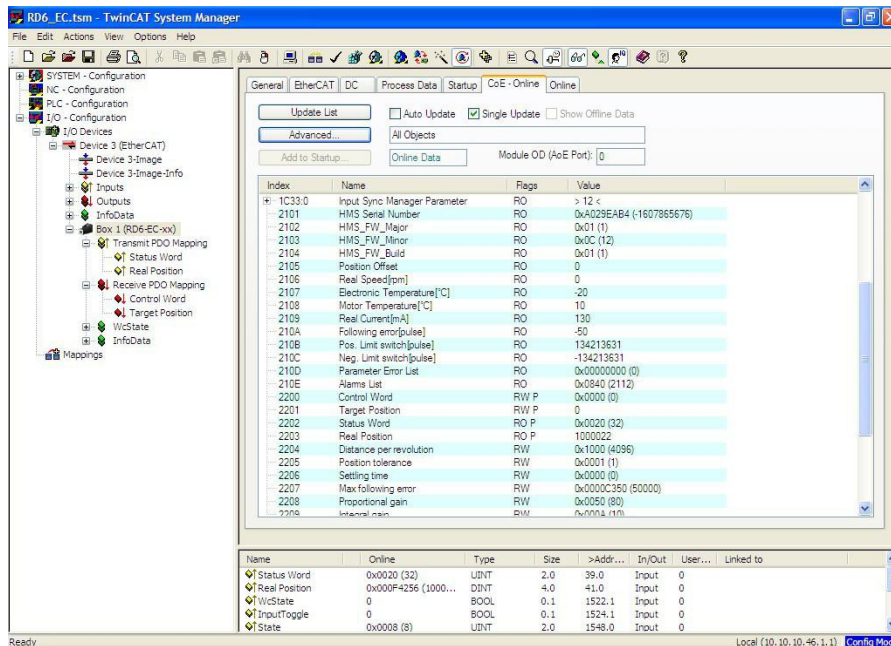 RD6_EC.tsm - TwinCAT System Manager
File Edit Actions View Options Help
SYSTEM - Configuration
NC - Configuration
PLC - Configuration
I/O - Configuration
I/O Devices
Device 3 (EtherCAT)
Device 3-Image
Device 3-Image-Info
Inputs
Outputs
InfoData
Box 1 (RD6-EC-xx)
Transmit PDO Mapping
Status Word
Real Position
Receive PDO Mapping
Control Word
Target Position
WcState
InfoData
Mappings
General EtherCAT DC Process Data Startup CoE - Online Online
Update List Auto Update Single Update Show Offline Data
Advanced... All Objects
Add to Startup... Online Data Module OD (AoE Port): 0
Index Name Flags Value
1C33:0 Input Sync Manager Parameter RO > 12 <
2101 HMS Serial Number RO 0xA029EAB4 (-1607865676)
2102 HMS_FW_Major RO 0x01 (1)
2103 HMS_FW_Minor RO 0x0C (12)
2104 HMS_FW_Build RO 0x01 (1)
2105 Position Offset RO 0
2106 Real Speed[rpm] RO 0
2107 Electronic Temperature[°C] RO -20
2108 Motor Temperature[°C] RO 10
2109 Real Current[mA] RO 130
210A Following error[pulse] RO -50
210B Pos. Limit switch[pulse] RO 134213631
210C Neg. Limit switch[pulse] RO -134213631
210D Parameter Error List RO 0x00000000 (0)
210E Alarms List RO 0x0840 (2112)
2200 Control Word RW P 0x0000 (0)
2201 Target Position RW P 0
2202 Status Word RO P 0x0020 (32)
2203 Real Position RO P 1000022
2204 Distance per revolution RW 0x1000 (4096)
2205 Position tolerance RW 0x0001 (1)
2206 Settling time RW 0x0000 (0)
2207 Max following error RW 0x0000C350 (50000)
2208 Proportional gain RW 0x0050 (80)
2209 Integral gain RW 0x000A (10)
Name Online Type Size >Addr... In/Out User... Linked to
Status Word 0x0020 (32) UINT 2.0 39.0 Input 0
Real Position 0x000F4256 (1000... DINT 4.0 41.0 Input 0
WcState 0 BOOL 0.1 1522.1 Input 0
InputToggle 0 BOOL 0.1 1524.1 Input 0
State 0x0008 (8) UINT 2.0 1548.0 Input 0
Ready Local (10.10.10.46.1.1) Config Mod